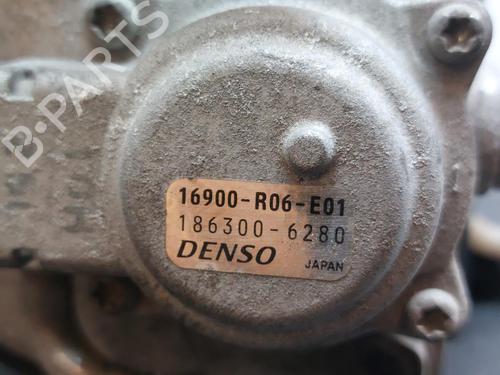 B-PARTS
16900-R06-E01
186300-6280
DENSO JAPAN